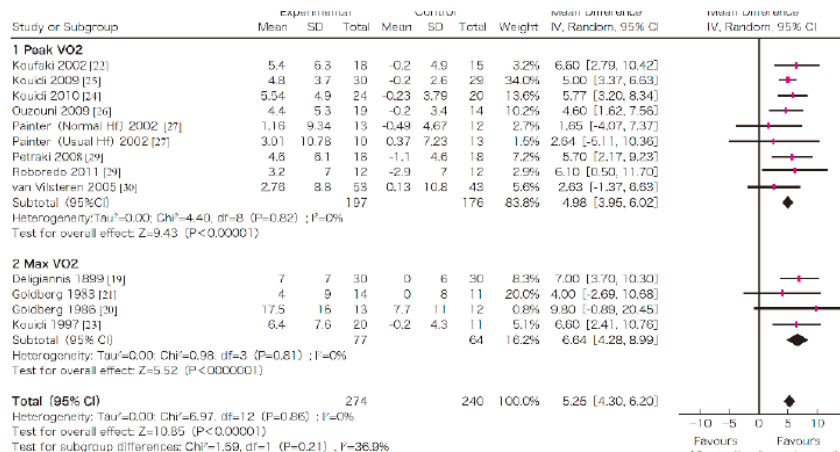 Experimental Control Mean Difference Mean Difference
Study or Subgroup Mean SD Total Mean SD Total Weight IV, Random, 95% CI IV, Random, 95% CI
1 Peak VO2
Koufaki 2002 [22] 5.4 6.3 18 -0.2 4.9 15 3.2% 6.60 [2.79, 10.42]
Kouidi 2009 [25] 4.8 3.7 30 -0.2 2.6 29 34.0% 5.00 [3.37, 6.63]
Kouidi 2010 [24] 5.54 4.9 24 -0.23 3.79 20 13.6% 5.77 [3.20, 8.34]
Ouzouni 2009 [26] 4.4 5.3 19 -0.2 3.4 14 4.60 [1.62, 7.56]
Painter (Normal Hf) 2002 [27] 1.16 9.34 13 -0.49 4.67 12 2.7% 1.65 [-4.07, 7.37]
Painter (Usual Hf) 2002 [27] 3.01 10.78 10 0.37 7.23 13 2.64 [-5.11, 10.36]
Petraki 2008 [29] 4.6 6.1 18 -1.1 4.6 18 5.70 [2.17, 9.23]
Roboredo 2011 [29] 3.2 7 12 -2.9 7 12 6.10 [0.50, 11.70]
van Vilsteren 2005 [30] 2.76 8.8 53 0.13 10.8 43 2.63 [-1.37, 6.63]
Subtotal (95%CI) 197 176 83.8% 4.98 [3.95, 6.02]
Heterogeneity:Tau²=0.00; Chi²=4.40, df=8 (P=0.82) ; I²=0%
Test for overall effect: Z=9.43 (P<0.00001)
2 Max VO2
Deligiannis 1899 [19] 7 7 30 0 6 30 8.3% 7.00 [3.70, 10.30]
Goldberg 1983 [21] 4 9 14 0 8 11 20.0% 4.00 [-2.69, 10.68]
Goldberg 1986 [20] 17.5 16 13 7.7 11 12 0.8% 9.80 [-0.89, 20.45]
Kouidi 1997 [23] 6.4 7.6 20 -0.2 4.3 11 5.1% 6.60 [2.41, 10.76]
Subtotal (95% CI) 77 64 16.2% 6.64 [4.28, 8.99]
Heterogeneity: Tau²=0.00; Chi²=0.98, df=3 (P=0.81) ; I²=0%
Test for overall effect: Z=5.52 (P<0000001)
Total (95% CI) 274 240 100.0% 5.25 [4.30, 6.20]
Heterogeneity: Tau²=0.00; Chi²=6.97, df=12 (P=0.86) ; I²=0%
Test for overall effect: Z=10.85 (P<0.00001)
Test for subgroup differences: Chi²=1.59, df=1 (P=0.21) , I²=36.9%
-10 -5 0 5 10
Favours Favours